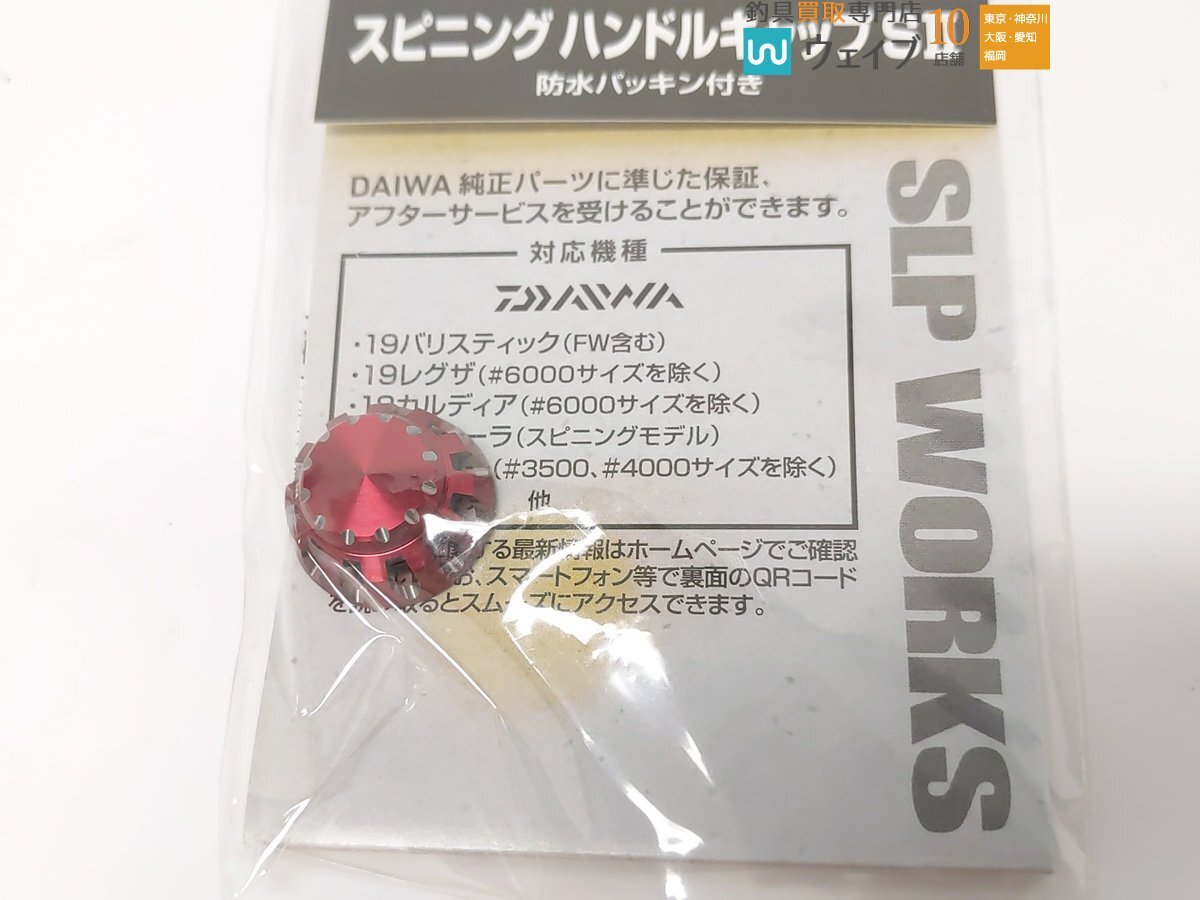 釣具買取専門店
ウェイブ
10
店舗
東京・神奈川
大阪・愛知
福岡
スピニング ハンドルキャップ
防水パッキン付き
DAIWA 純正パーツに準じた保証、
アフターサービスを受けることができます。
対応機種
DAIWA
・19バリスティック(FW含む)
・19レグザ(#6000サイズを除く)
カルディア(#6000サイズを除く)
ーラ(スピニングモデル)
(#3500、#4000サイズを除く)
他
する最新情報はホームページでご確認
スマートフォン等で裏面のQRコード
るとスムーズにアクセスできます。
SLP WORKS